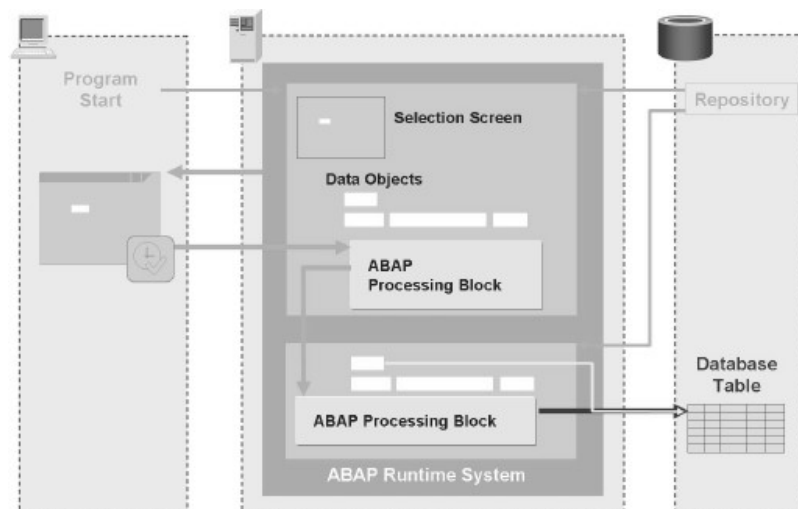 Program
Start
Selection Screen
Repository
Data Objects
ABAP
Processing Block
Database
Table
ABAP Processing Block
ABAP Runtime System